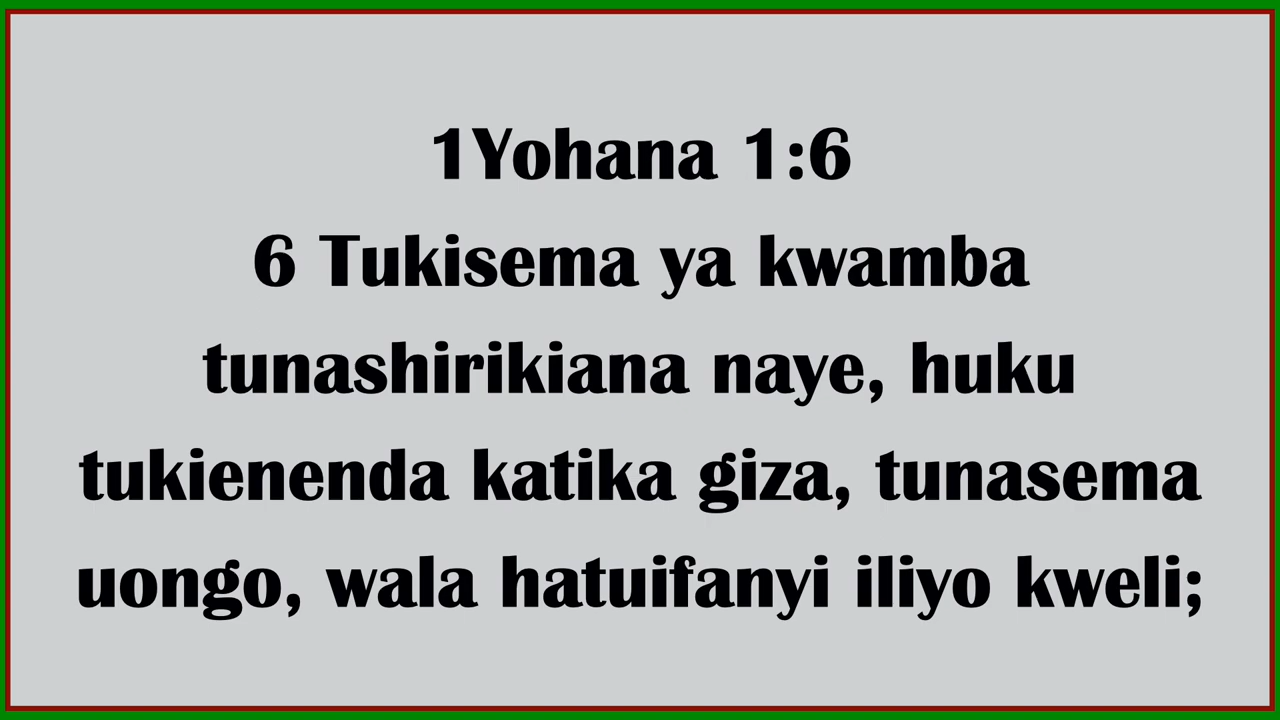 1Yohana 1:6
6 Tukisema ya kwamba
tunashirikiana naye, huku
tukienenda katika giza, tunasema
uongo, wala hatuifanyi iliyo kweli;